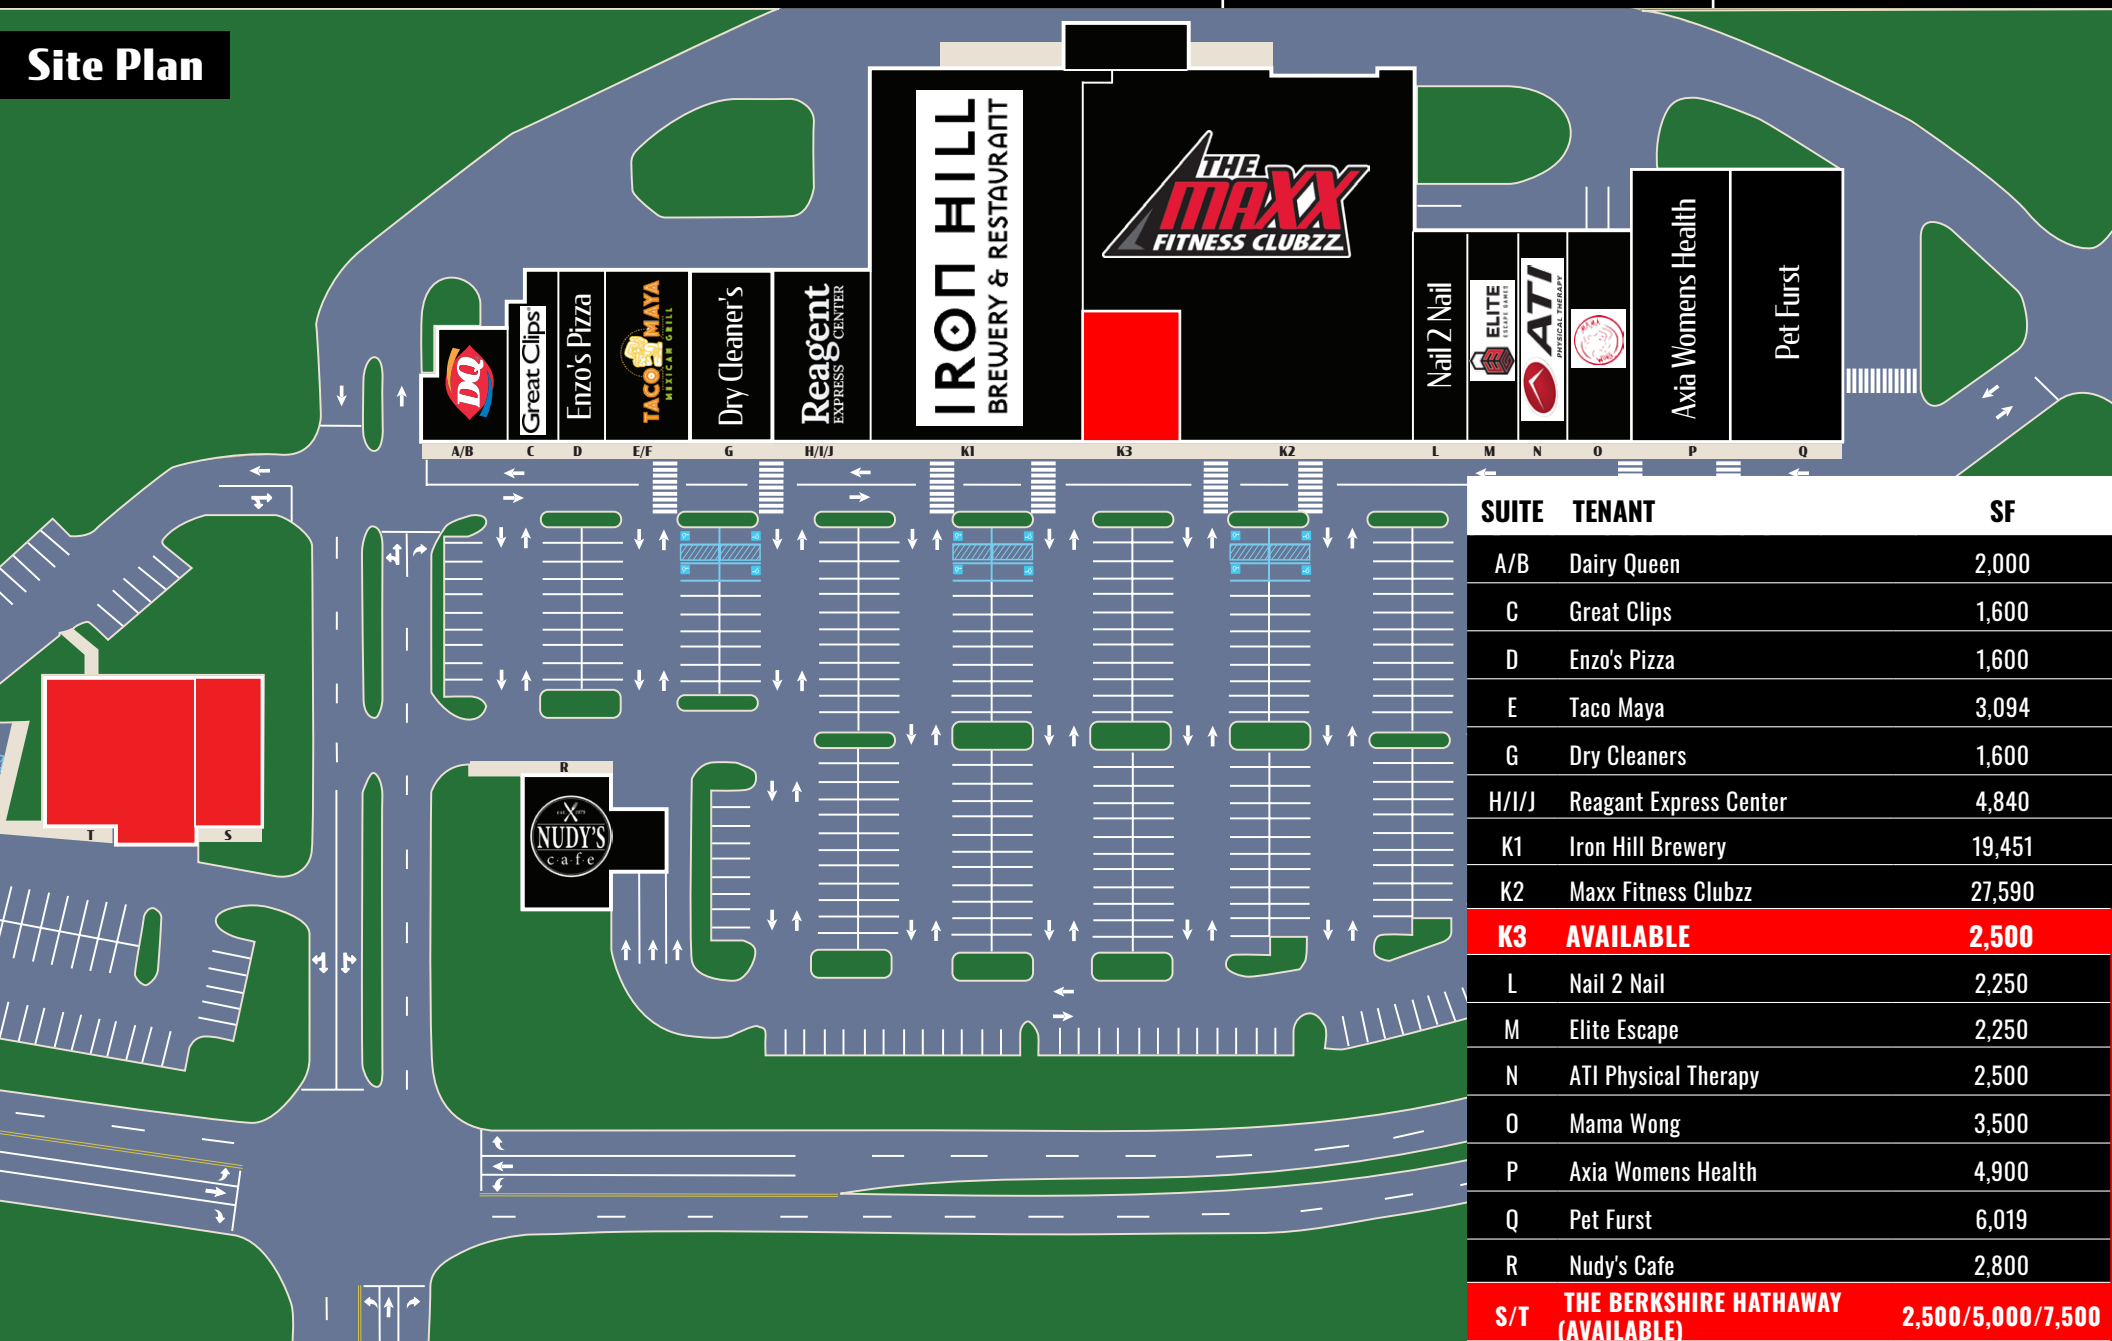 Site Plan
IRON HILL
BREWERY & RESTAURANT
THE
MAXX
FITNESS CLUBZZ
DQ
Great Clips
Enzo's Pizza
TACO MAYA
MEXICAN GRILL
Dry Cleaner's
Reagent
EXPRESS CENTER
Nail 2 Nail
ELITE
ESCAPE GAMES
ATI
PHYSICAL THERAPY
MAMA
WONG
Axia Womens Health
Pet Furst
A/B C D E/F G H/I/J K1 K3 K2 L M N O P Q
R
NUDY'S
cafe
T S
SUITE TENANT SF
A/B Dairy Queen 2,000
C Great Clips 1,600
D Enzo's Pizza 1,600
E Taco Maya 3,094
G Dry Cleaners 1,600
H/I/J Reagant Express Center 4,840
K1 Iron Hill Brewery 19,451
K2 Maxx Fitness Clubzz 27,590
K3 AVAILABLE 2,500
L Nail 2 Nail 2,250
M Elite Escape 2,250
N ATI Physical Therapy 2,500
O Mama Wong 3,500
P Axia Womens Health 4,900
Q Pet Furst 6,019
R Nudy's Cafe 2,800
S/T THE BERKSHIRE HATHAWAY 2,500/5,000/7,500
(AVAILABLE)